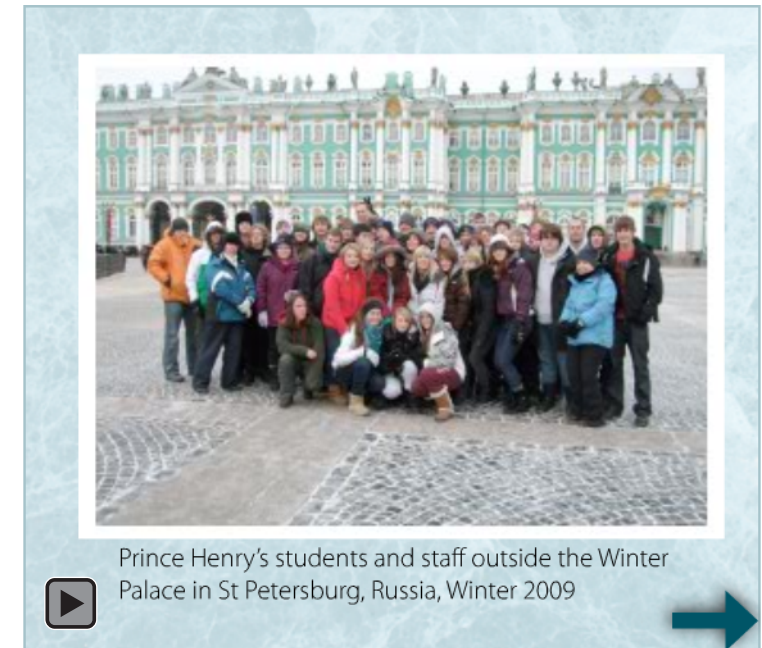 Prince Henry’s students and staff outside the Winter
Palace in St Petersburg, Russia, Winter 2009